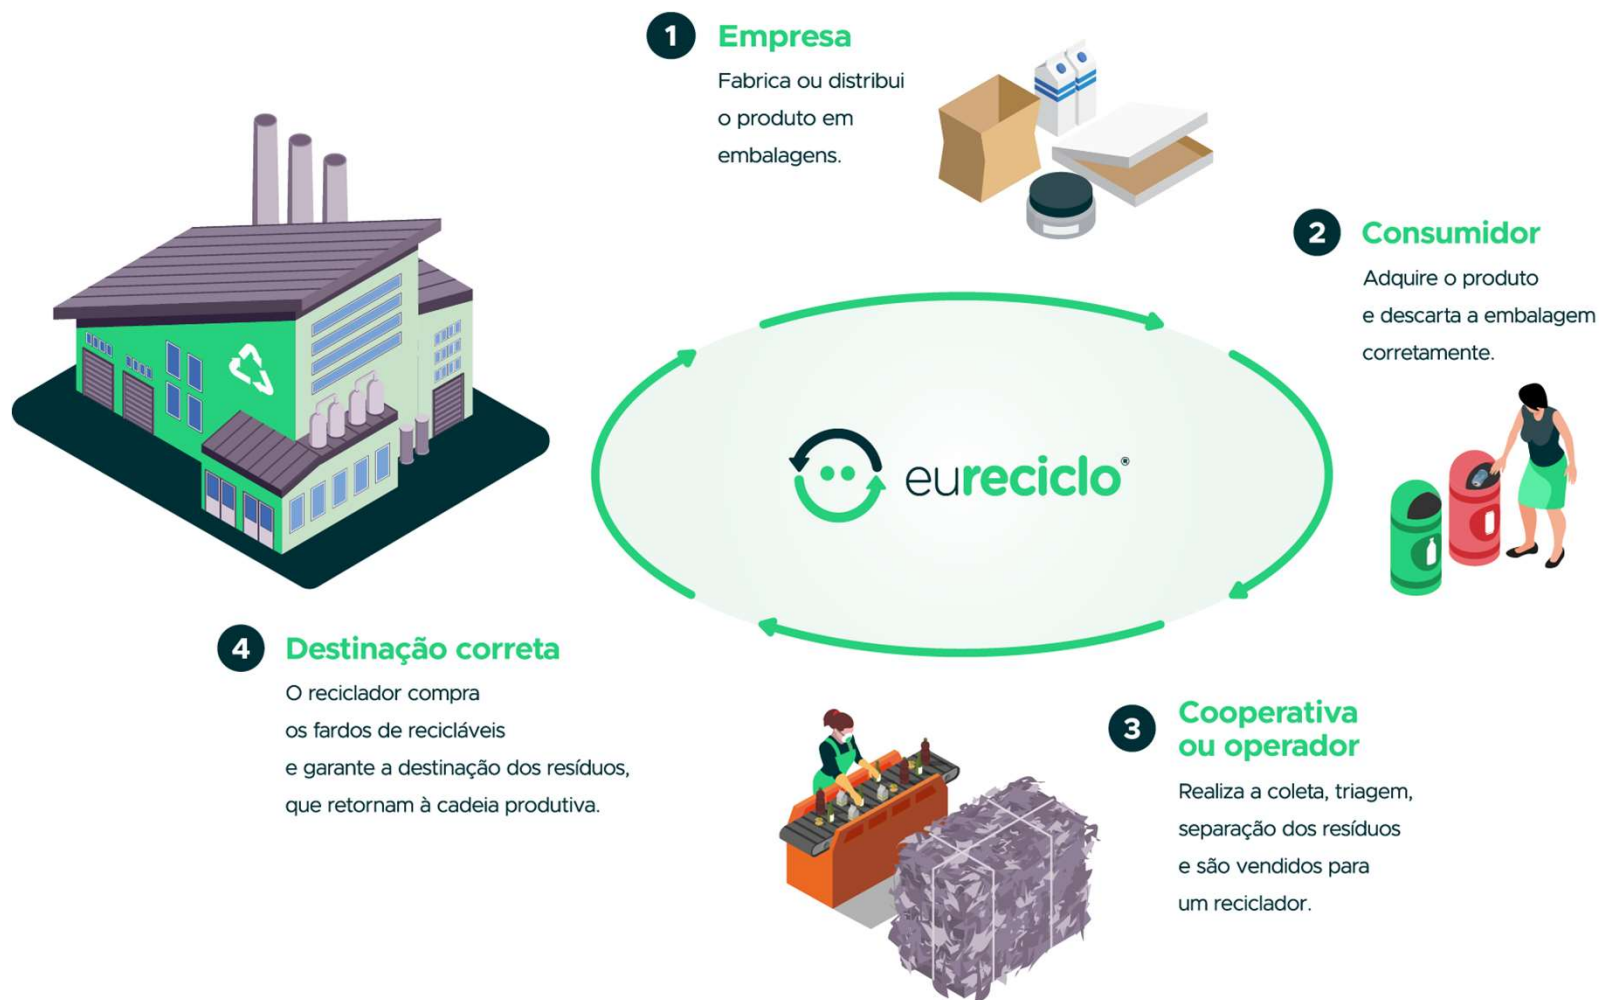 1 Empresa
Fabrica ou distribui
o produto em
embalagens.
2 Consumidor
Adquire o produto
e descarta a embalagem
corretamente.
eureciclo®
4 Destinação correta
O reciclador compra
os fardos de recicláveis
e garante a destinação dos resíduos,
que retornam à cadeia produtiva.
3 Cooperativa
ou operador
Realiza a coleta, triagem,
separação dos resíduos
e são vendidos para
um reciclador.